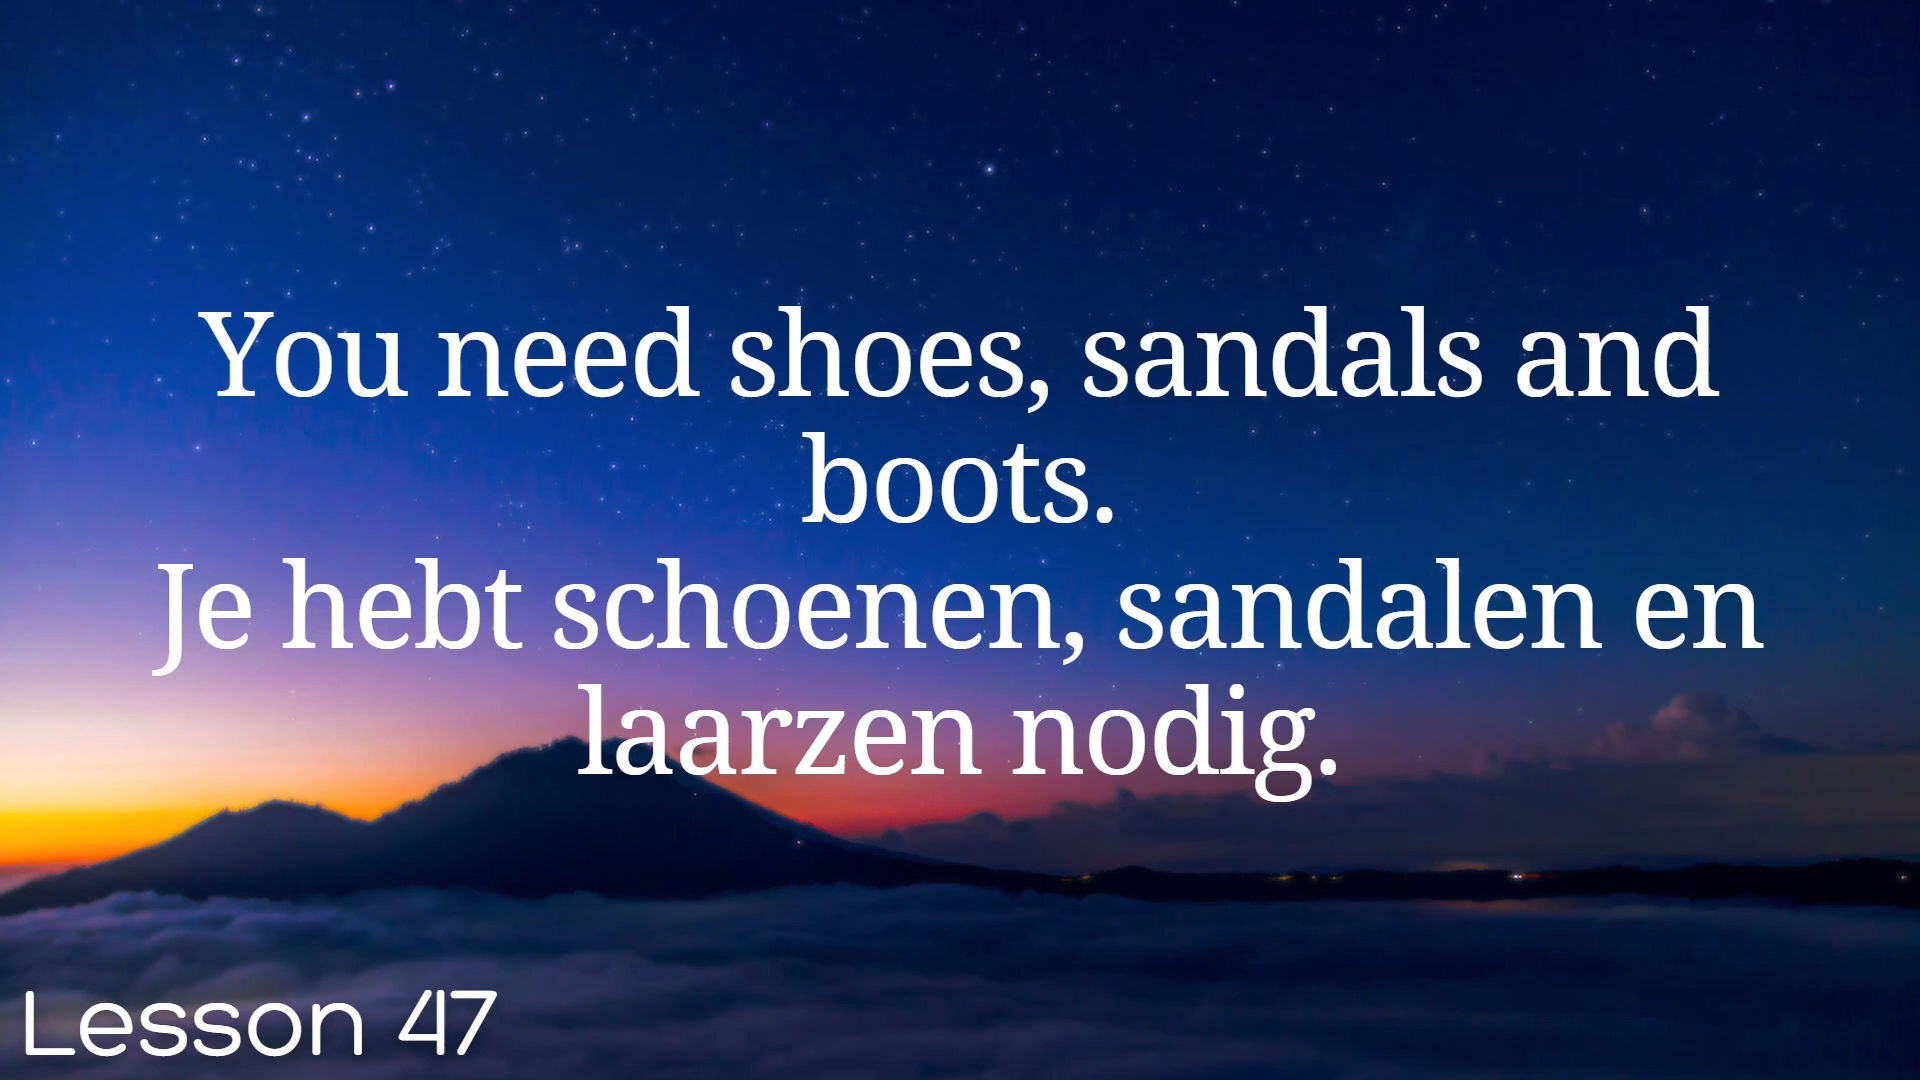 You need shoes, sandals and
boots.
Je hebt schoenen, sandalen en
laarzen nodig.
Lesson 47